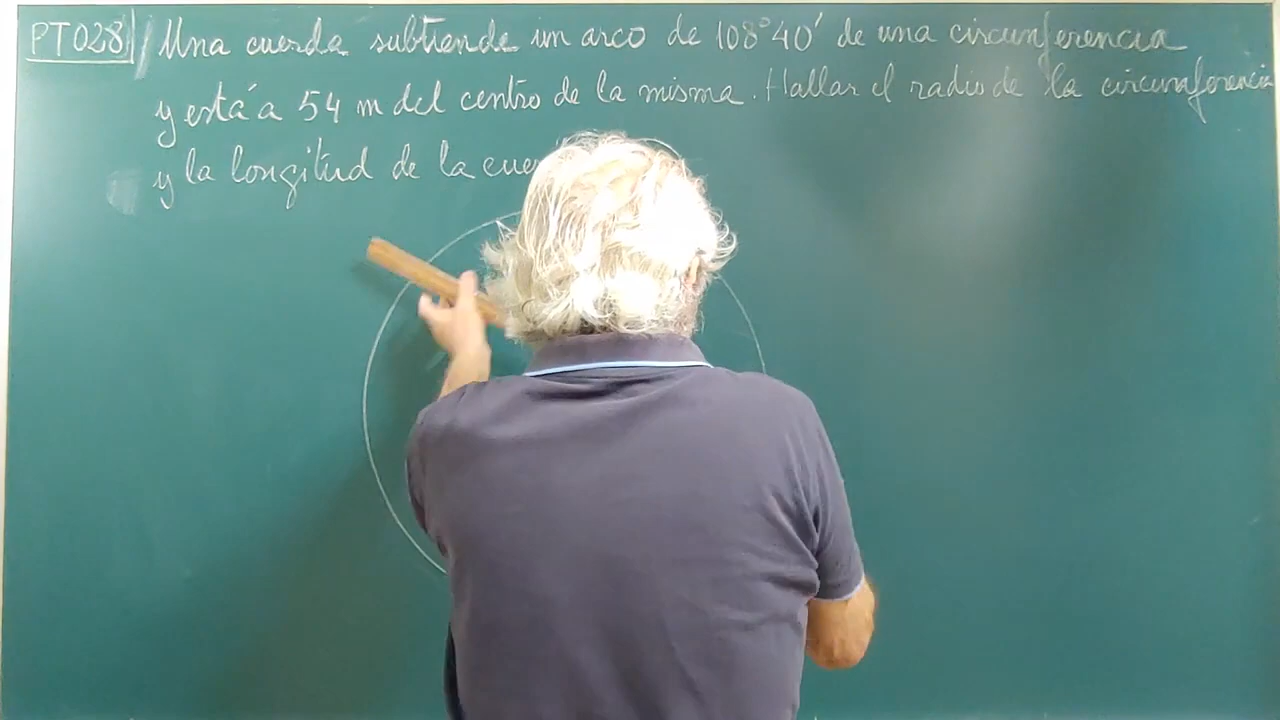 PT028 Una cuerda subtiende un arco de 108°40' de una circunferencia
y está a 54 m del centro de la misma. Hallar el radio de la circunferencia
y la longitud de la